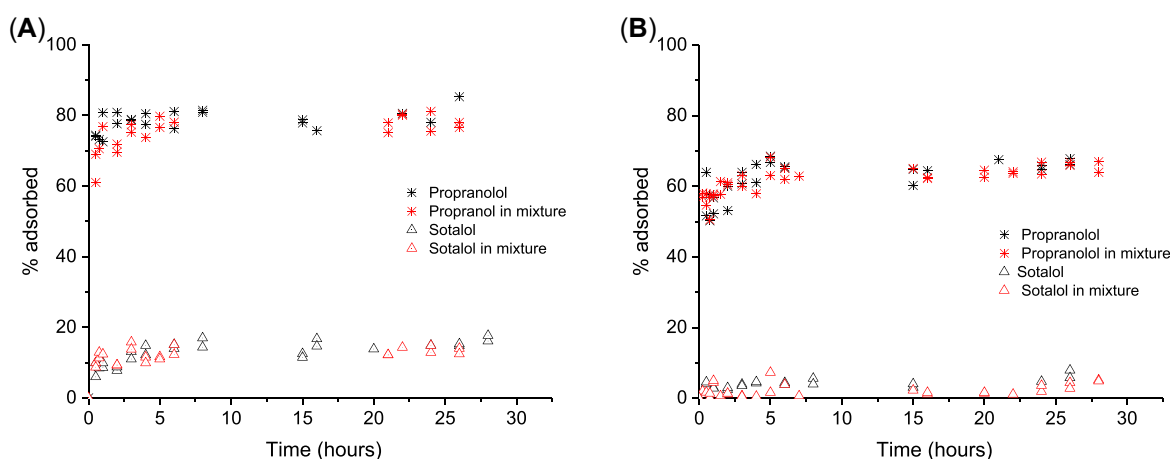 (A)
100
80
60
40
20
0
% adsorbed
0 5 10 15 20 25 30
Time (hours)
Propranolol
Propranol in mixture
Sotalol
Sotalol in mixture
(B)
100
80
60
40
20
0
% adsorbed
0 5 10 15 20 25 30
Time (hours)
Propranolol
Propranolol in mixture
Sotalol
Sotalol in mixture